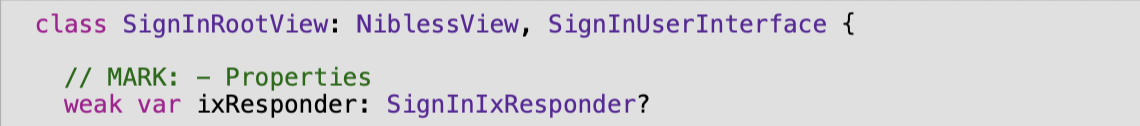 class SignInRootView: NiblessView, SignInUserInterface {
// MARK: – Properties
weak var ixResponder: SignInIxResponder?